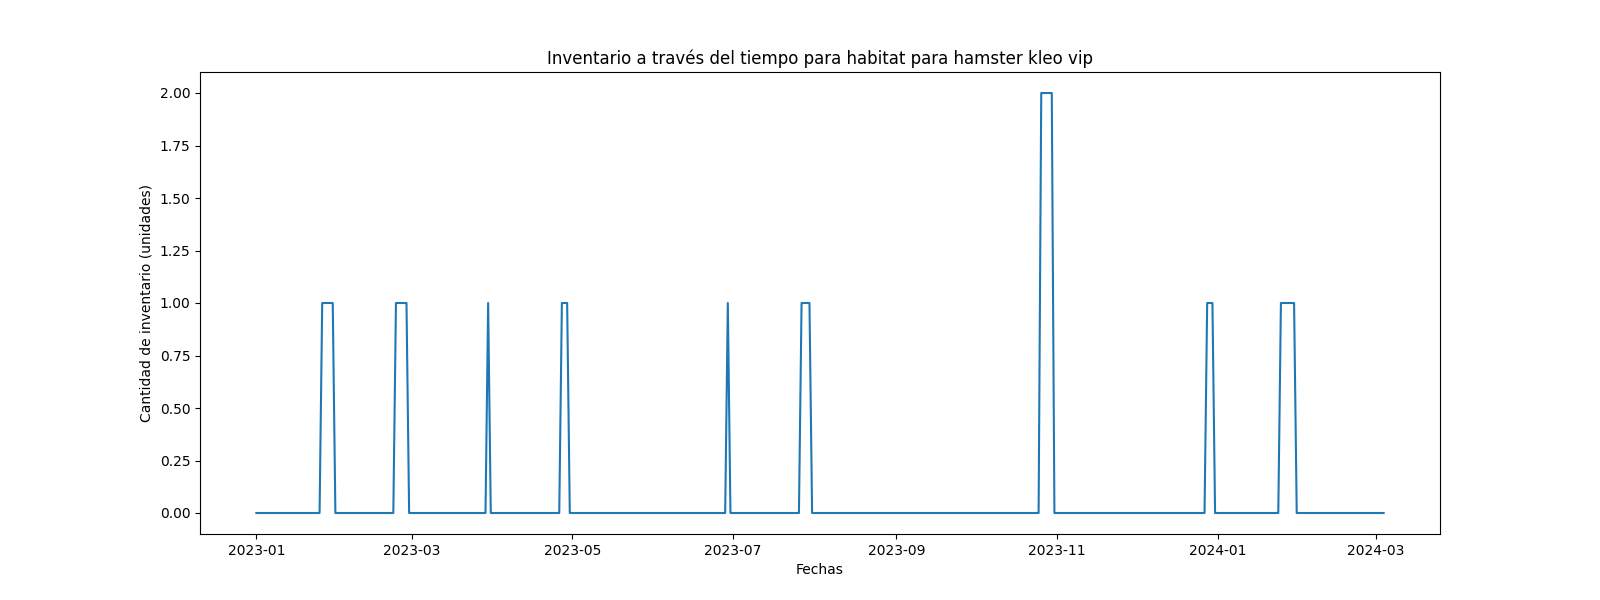 Inventario a través del tiempo para habitat para hamster kleo vip
2.00
1.75
1.50
1.25
1.00
0.75
0.50
0.25
0.00
Cantidad de inventario (unidades)
2023-01 2023-03 2023-05 2023-07 2023-09 2023-11 2024-01 2024-03
Fechas